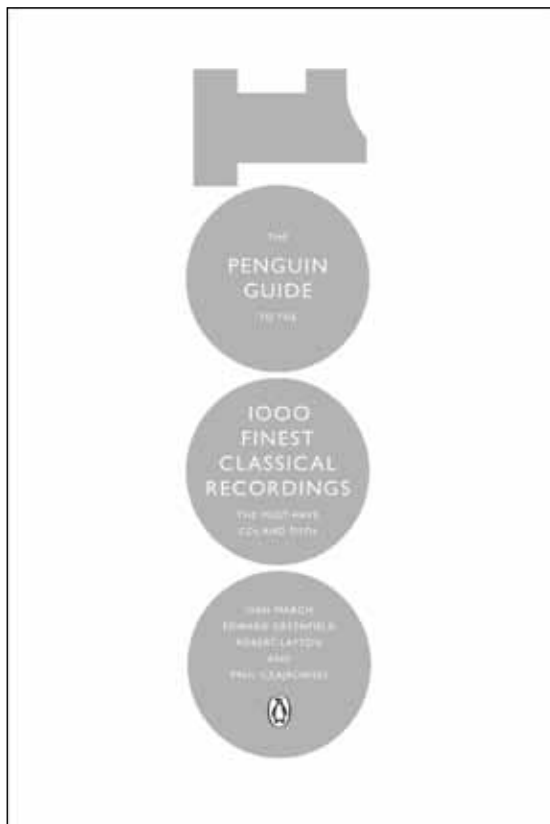 THE
PENGUIN
GUIDE
TO THE
1000
FINEST
CLASSICAL
RECORDINGS
THE MUST-HAVE
CDs AND DVDs
IVAN MARCH
EDWARD GREENFIELD
ROBERT LAYTON
AND
PAUL CZAJKOWSKI